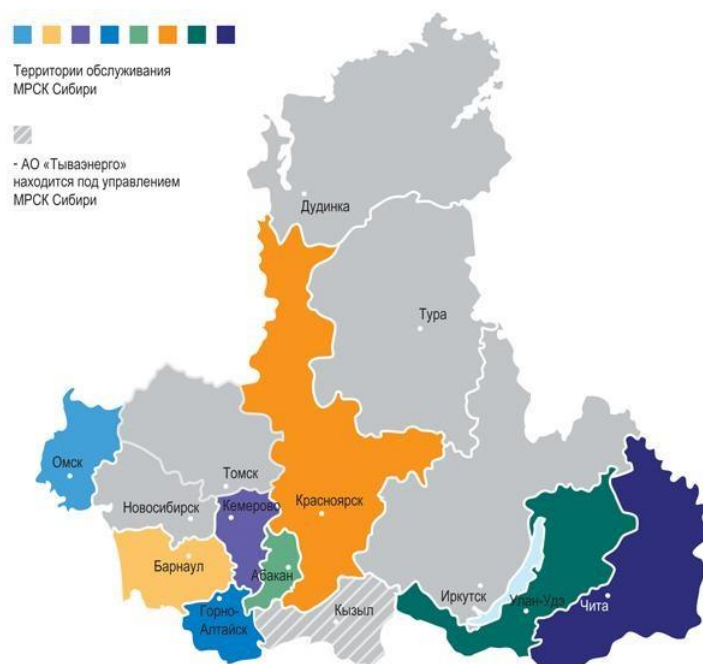 Территории обслуживания
МРСК Сибири
- АО «Тываэнерго»
находится под управлением
МРСК Сибири
Дудинка
Тура
Омск
Томск
Новосибирск
Кемерово
Красноярск
Барнаул
Абакан
Горно-
Алтайск
Кызыл
Иркутск
Улан-Удэ
Чита